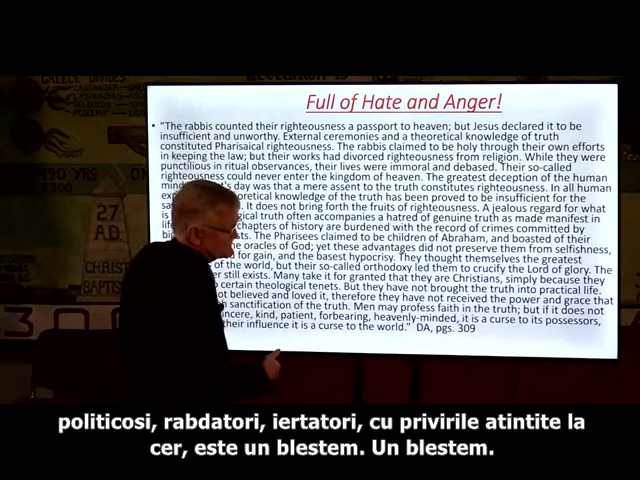 GREECE DIVIDES
Full of Hate and Anger!
• "The rabbis counted their righteousness a passport to heaven; but Jesus declared it to be
insufficient and unworthy. External ceremonies and a theoretical knowledge of truth
constituted Pharisaical righteousness. The rabbis claimed to be holy through their own efforts
in keeping the law; but their works had divorced righteousness from religion. While they were
punctilious in ritual observances, their lives were immoral and debased. Their so-called
righteousness could never enter the kingdom of heaven. The greatest deception of the human
mind 's day was that a mere assent to the truth constitutes righteousness. In all human
oretical knowledge of the truth has been proved to be insufficient for the
It does not bring forth the fruits of righteousness. A jealous regard for what
is gical truth often accompanies a hatred of genuine truth as made manifest in
life chapters of history are burdened with the record of crimes committed by
ists. The Pharisees claimed to be children of Abraham, and boasted of their
he oracles of God; yet these advantages did not preserve them from selfishness,
for gain, and the basest hypocrisy. They thought themselves the greatest
of the world, but their so-called orthodoxy led them to crucify the Lord of glory. The
er still exists. Many take it for granted that they are Christians, simply because they
certain theological tenets. But they have not brought the truth into practical life.
not believed and loved it, therefore they have not received the power and grace that
sanctification of the truth. Men may profess faith in the truth; but if it does not
incere, kind, patient, forbearing, heavenly-minded, it is a curse to its possessors,
their influence it is a curse to the world." DA, pgs. 309
490 YRS
27
A.D.
CHRIST
BAPTIS
politicosi, rabdatori, iertatori, cu privirile atintite la
cer, este un blestem. Un blestem.